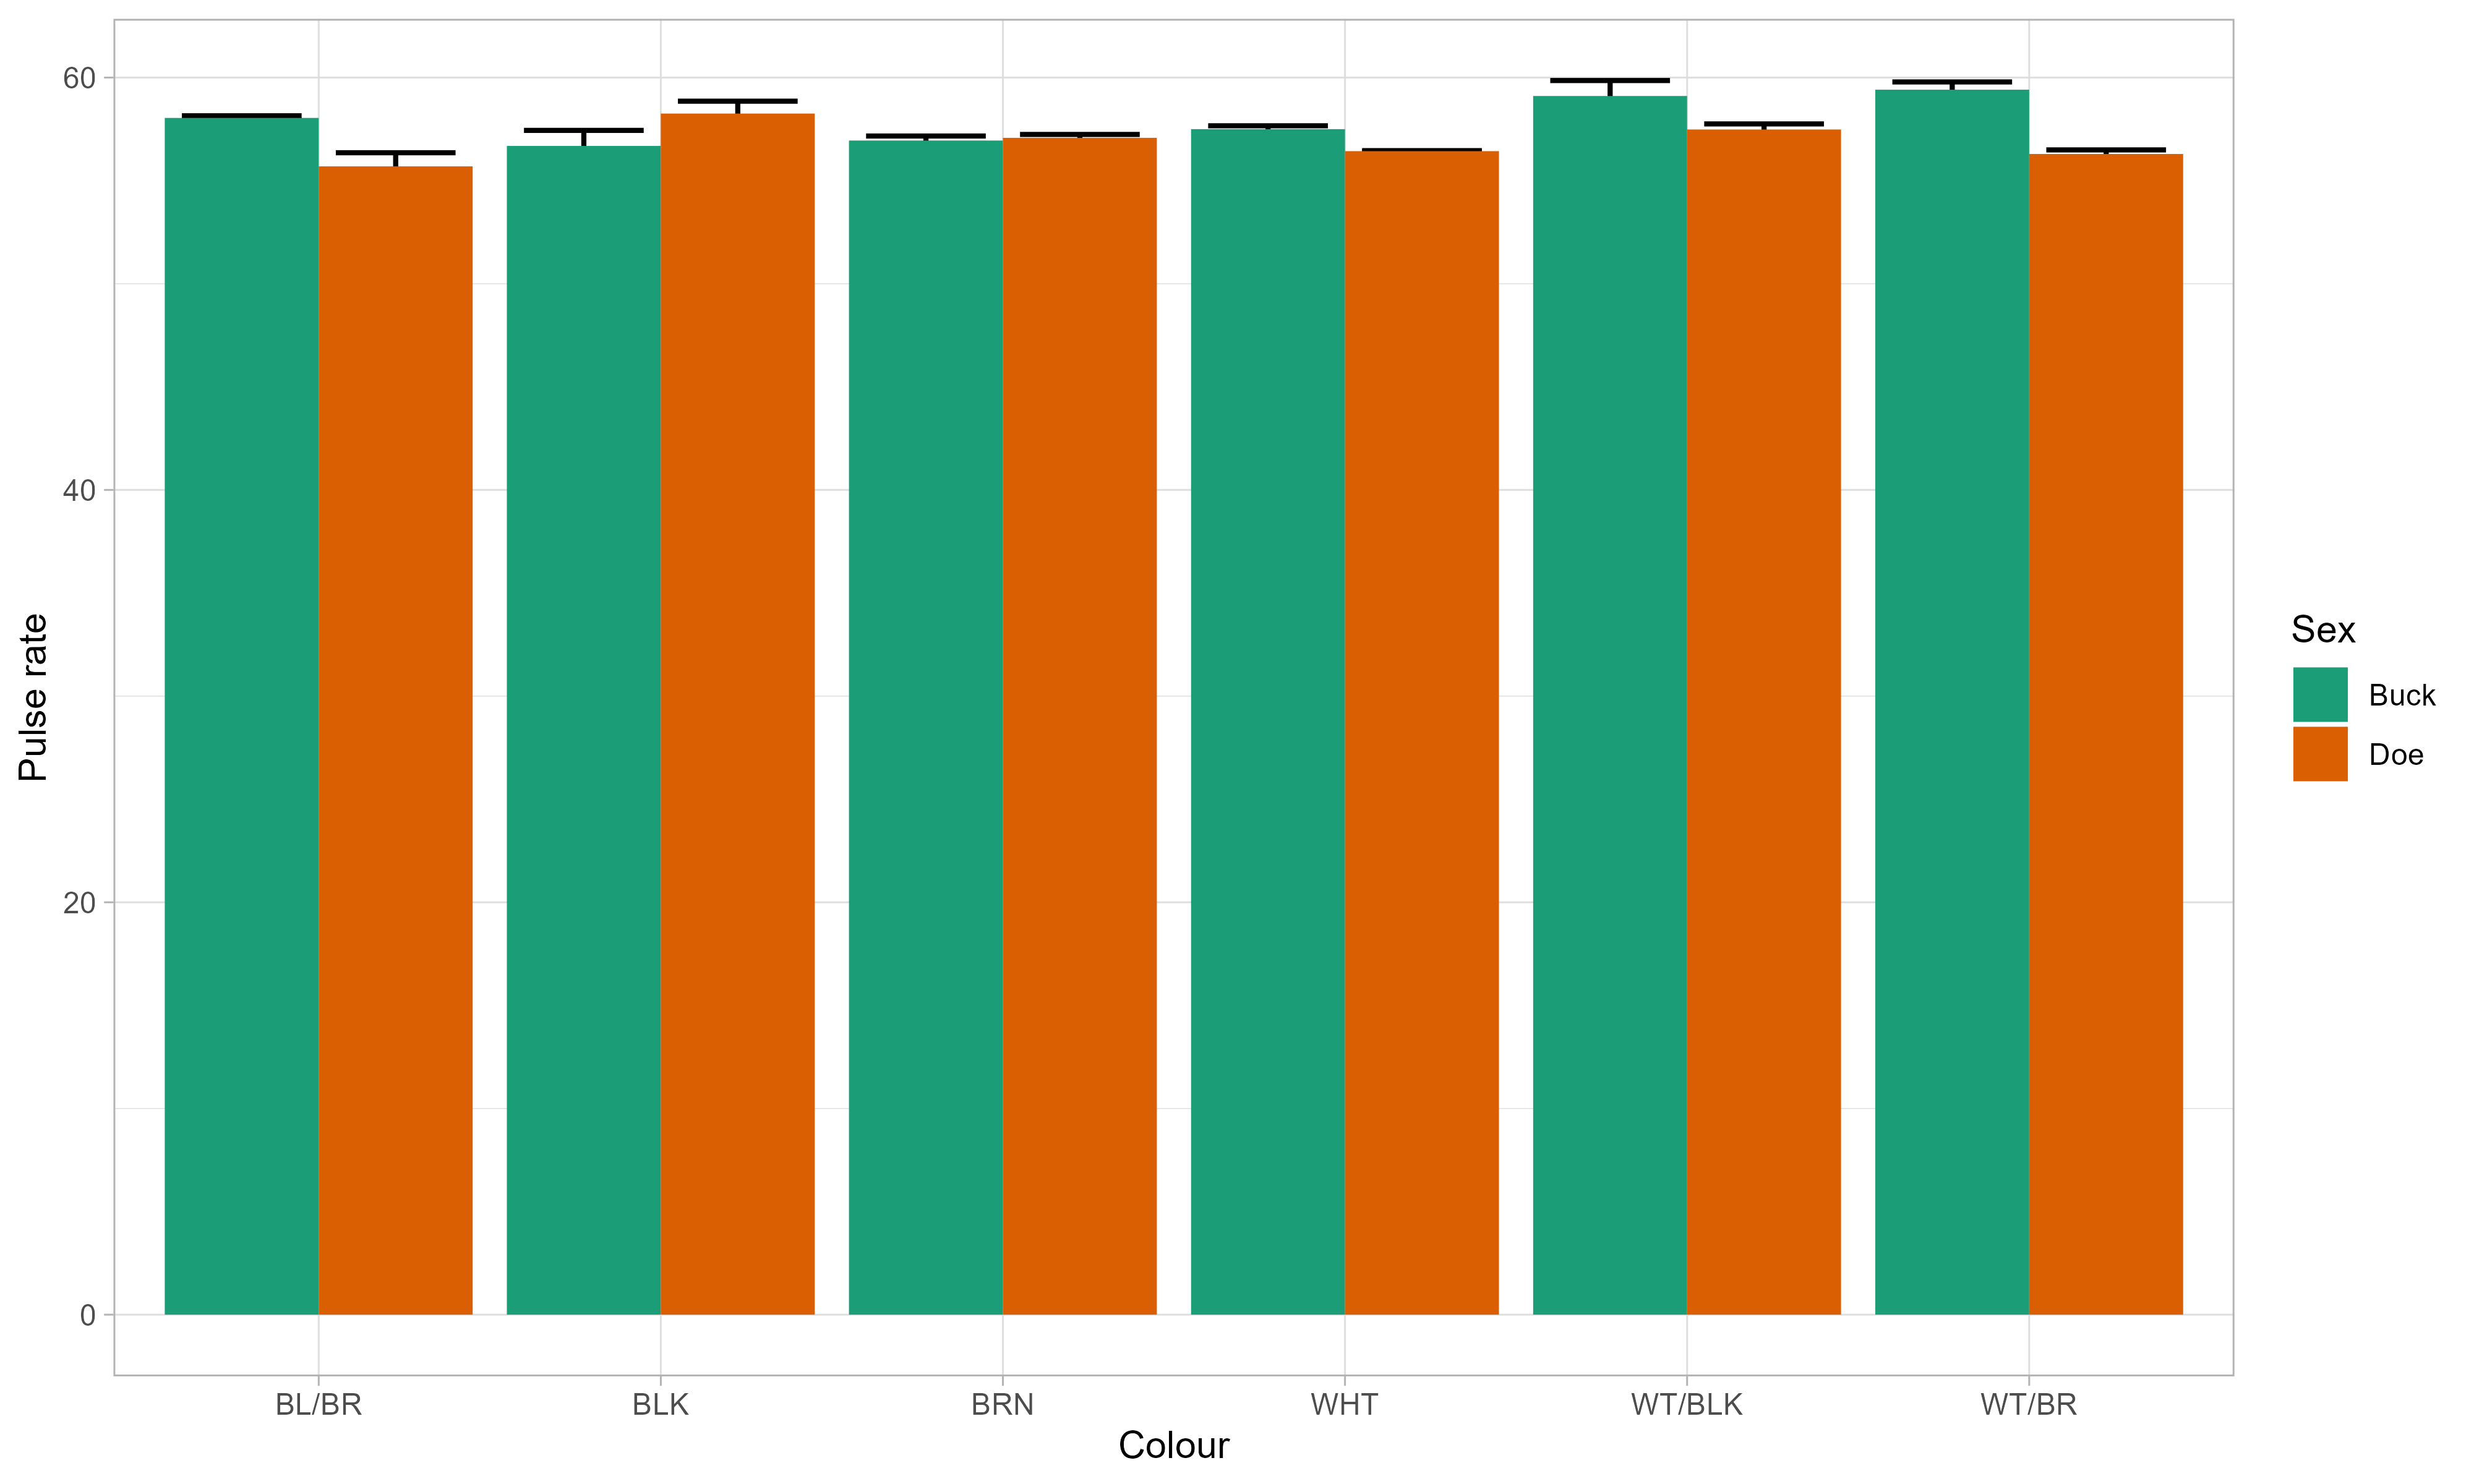 60
40
20
0
Pulse rate
BL/BR
BLK
BRN
WHT
WT/BLK
WT/BR
Colour
Sex
Buck
Doe